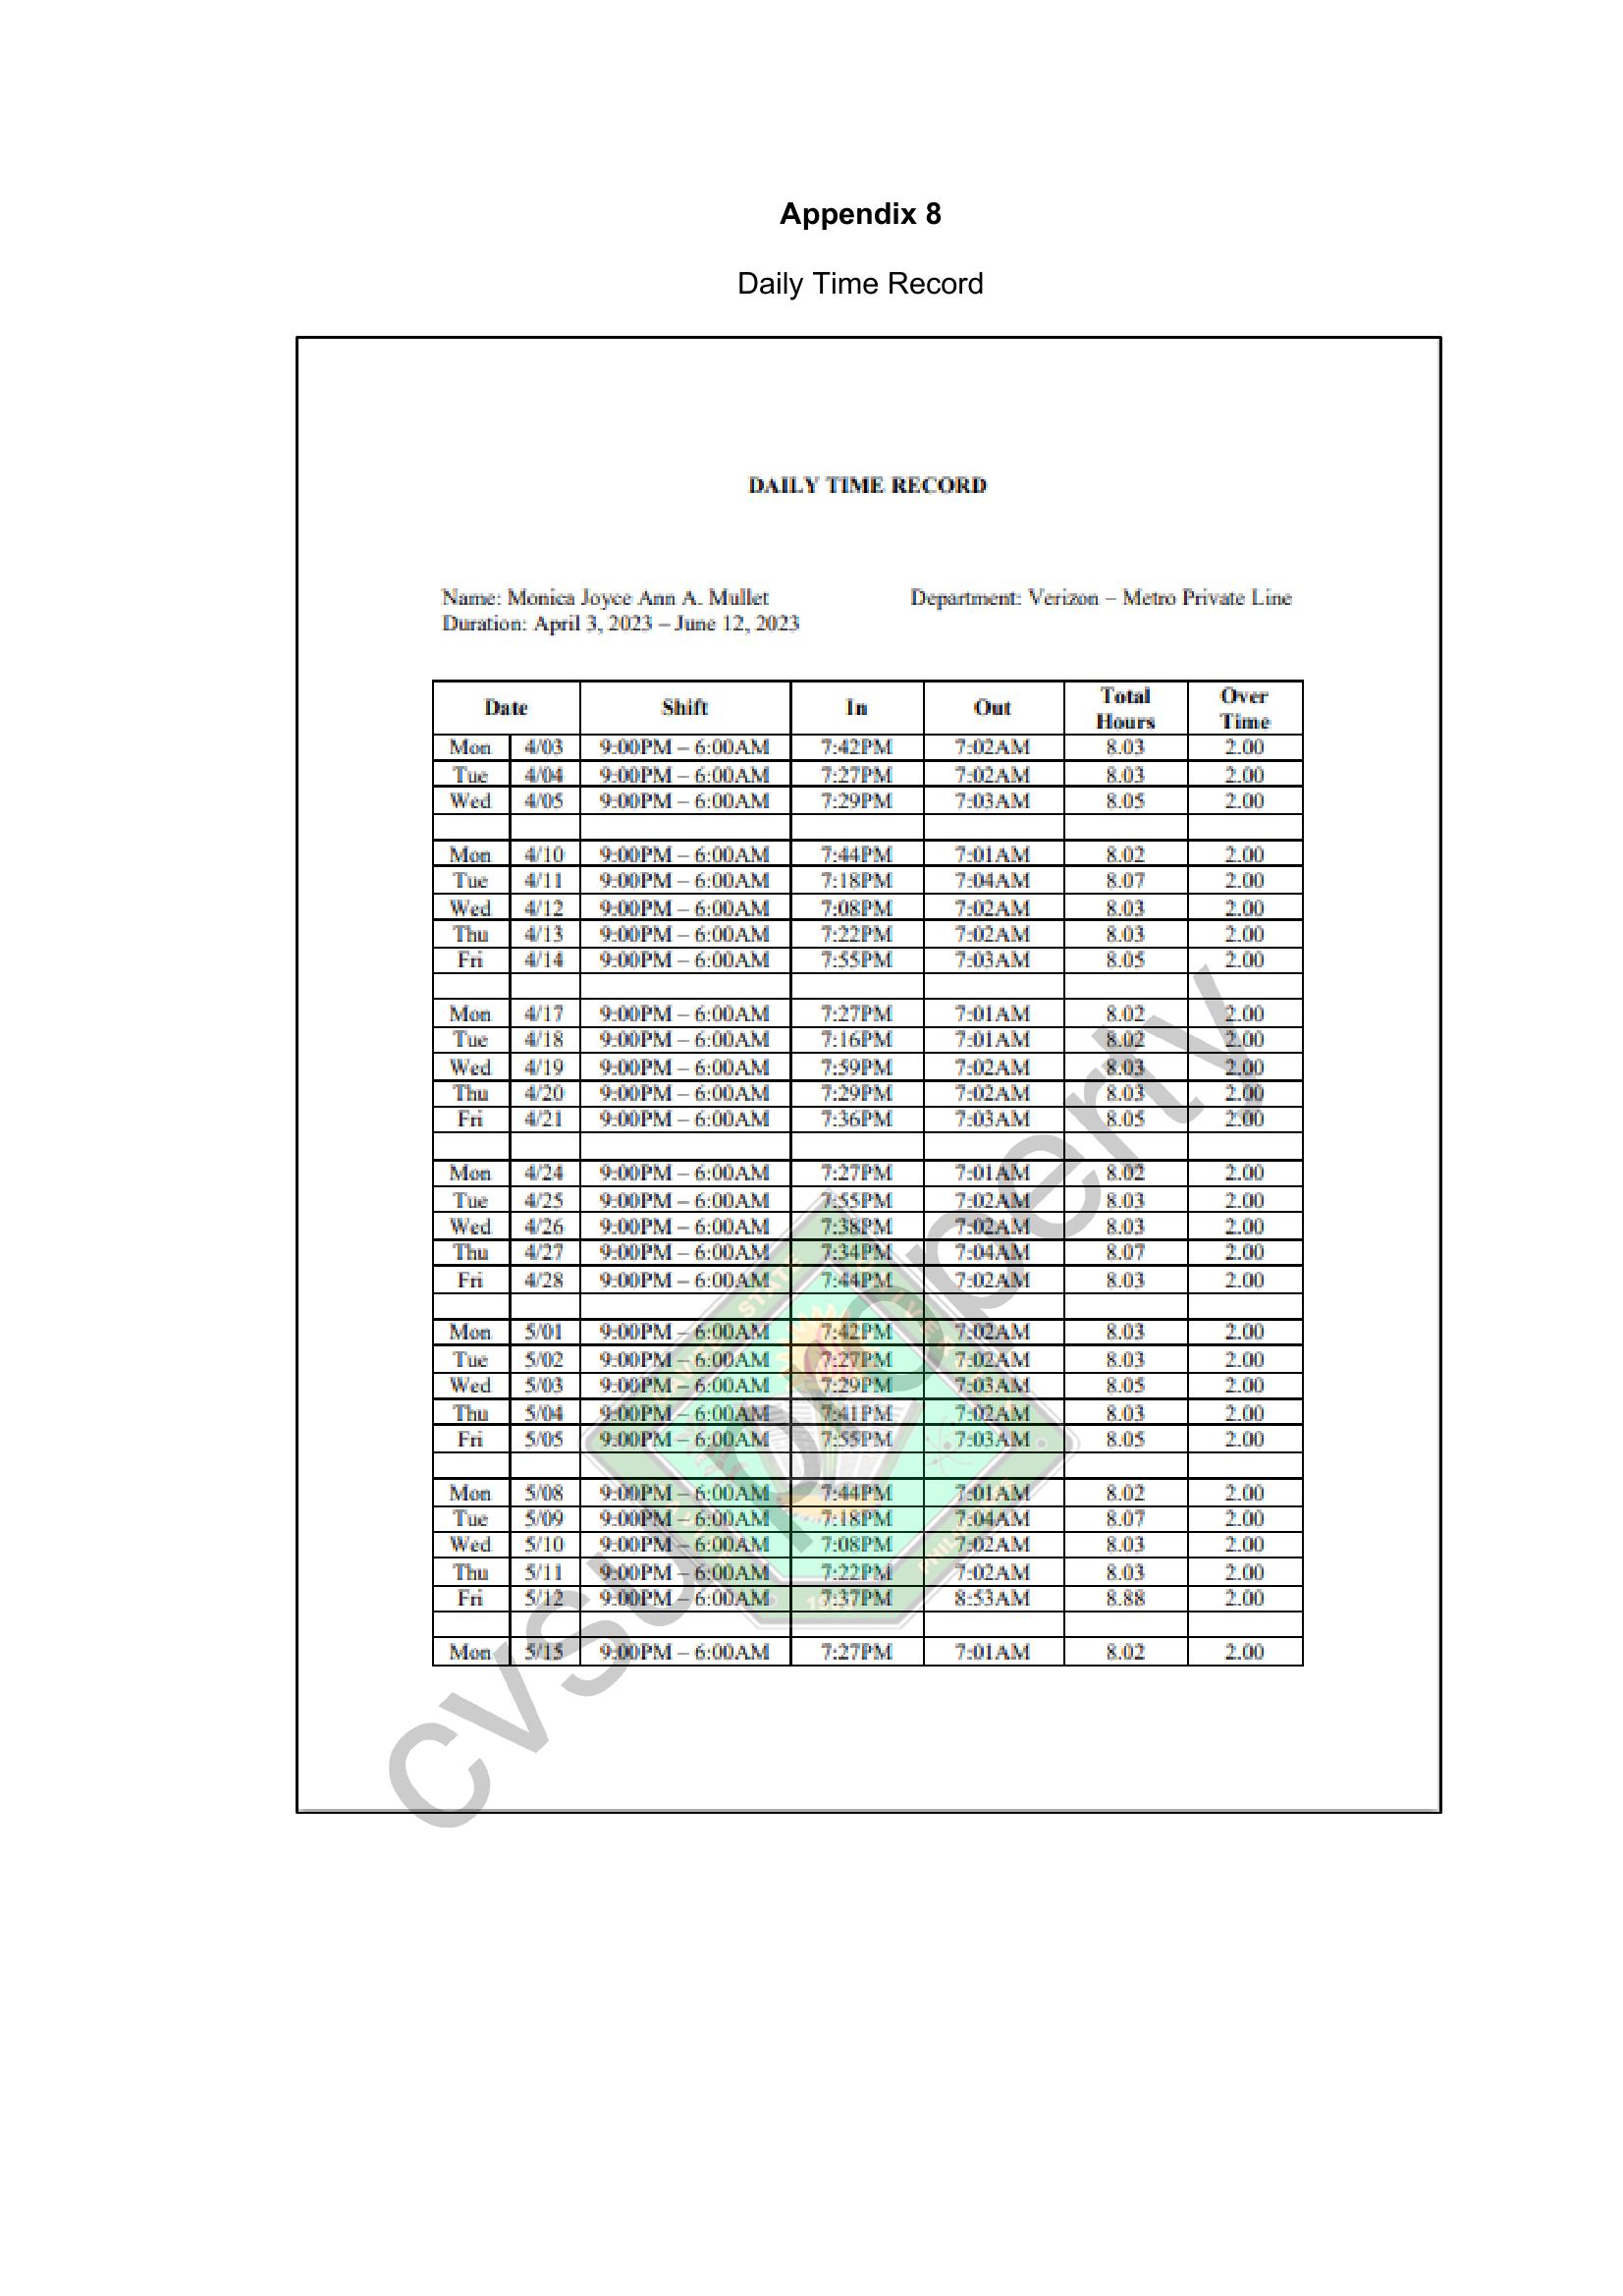 Appendix 8
Daily Time Record
DAILY TIME RECORD
Name: Monica Joyce Ann A. Mullet Department: Verizon – Metro Private Line
Duration: April 3, 2023 – June 12, 2023
Date Shift In Out Total Hours Over Time
Mon 4/03 9:00PM – 6:00AM 7:42PM 7:02AM 8.03 2.00
Tue 4/04 9:00PM – 6:00AM 7:27PM 7:02AM 8.03 2.00
Wed 4/05 9:00PM – 6:00AM 7:29PM 7:03AM 8.05 2.00
Mon 4/10 9:00PM – 6:00AM 7:44PM 7:01AM 8.02 2.00
Tue 4/11 9:00PM – 6:00AM 7:18PM 7:04AM 8.07 2.00
Wed 4/12 9:00PM – 6:00AM 7:08PM 7:02AM 8.03 2.00
Thu 4/13 9:00PM – 6:00AM 7:22PM 7:02AM 8.03 2.00
Fri 4/14 9:00PM – 6:00AM 7:55PM 7:03AM 8.05 2.00
Mon 4/17 9:00PM – 6:00AM 7:27PM 7:01AM 8.02 2.00
Tue 4/18 9:00PM – 6:00AM 7:16PM 7:01AM 8.02 2.00
Wed 4/19 9:00PM – 6:00AM 7:59PM 7:02AM 8.03 2.00
Thu 4/20 9:00PM – 6:00AM 7:29PM 7:02AM 8.03 2.00
Fri 4/21 9:00PM – 6:00AM 7:36PM 7:03AM 8.05 2.00
Mon 4/24 9:00PM – 6:00AM 7:27PM 7:01AM 8.02 2.00
Tue 4/25 9:00PM – 6:00AM 7:55PM 7:02AM 8.03 2.00
Wed 4/26 9:00PM – 6:00AM 7:38PM 7:02AM 8.03 2.00
Thu 4/27 9:00PM – 6:00AM 7:34PM 7:04AM 8.07 2.00
Fri 4/28 9:00PM – 6:00AM 7:44PM 7:02AM 8.03 2.00
Mon 5/01 9:00PM – 6:00AM 7:42PM 7:02AM 8.03 2.00
Tue 5/02 9:00PM – 6:00AM 7:27PM 7:02AM 8.03 2.00
Wed 5/03 9:00PM – 6:00AM 7:29PM 7:03AM 8.05 2.00
Thu 5/04 9:00PM – 6:00AM 7:41PM 7:02AM 8.03 2.00
Fri 5/05 9:00PM – 6:00AM 7:55PM 7:03AM 8.05 2.00
Mon 5/08 9:00PM – 6:00AM 7:44PM 7:01AM 8.02 2.00
Tue 5/09 9:00PM – 6:00AM 7:18PM 7:04AM 8.07 2.00
Wed 5/10 9:00PM – 6:00AM 7:08PM 7:02AM 8.03 2.00
Thu 5/11 9:00PM – 6:00AM 7:22PM 7:02AM 8.03 2.00
Fri 5/12 9:00PM – 6:00AM 7:37PM 8:53AM 8.88 2.00
Mon 5/15 9:00PM – 6:00AM 7:27PM 7:01AM 8.02 2.00
cvsu property